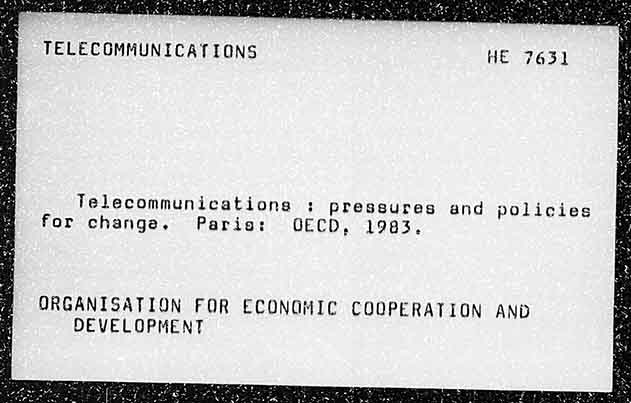 TELECOMMUNICATIONS
HE 7631
Telecommunications : pressures and policies
for change. Paris: OECD, 1983.
ORGANISATION FOR ECONOMIC COOPERATION AND
DEVELOPMENT